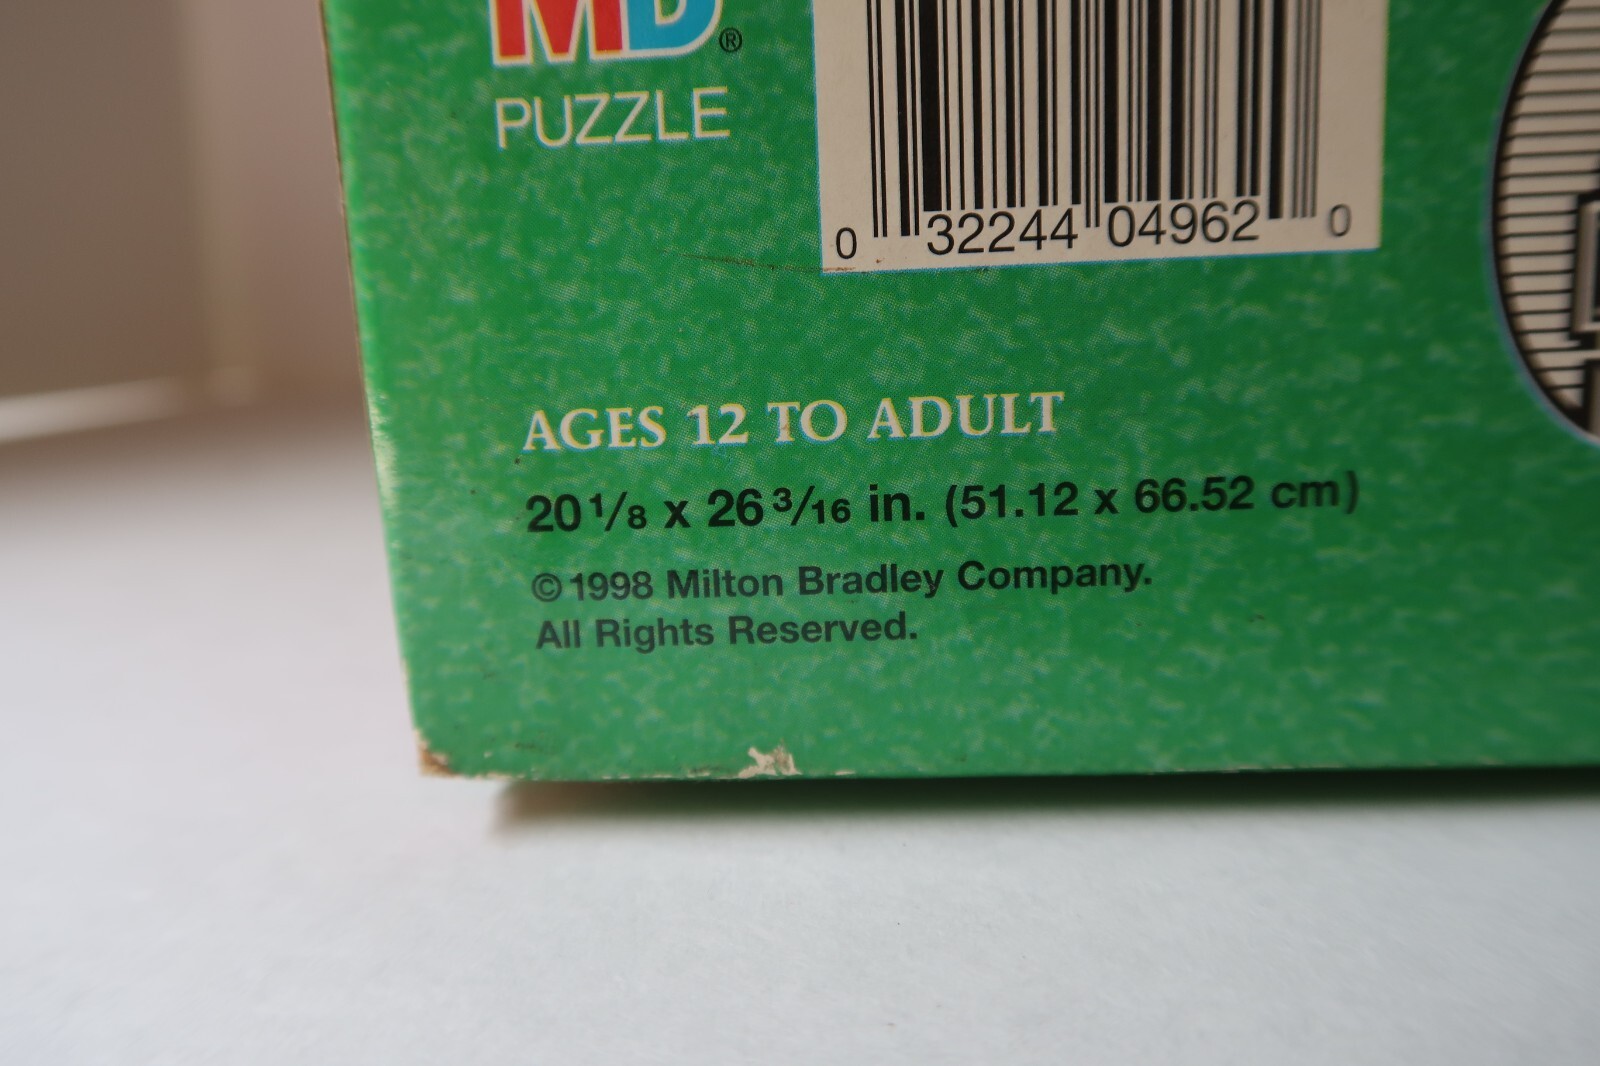 MB®
PUZZLE
0 32244 04962 0
AGES 12 TO ADULT
20 1/8 x 26 3/16 in. (51.12 x 66.52 cm)
© 1998 Milton Bradley Company.
All Rights Reserved.